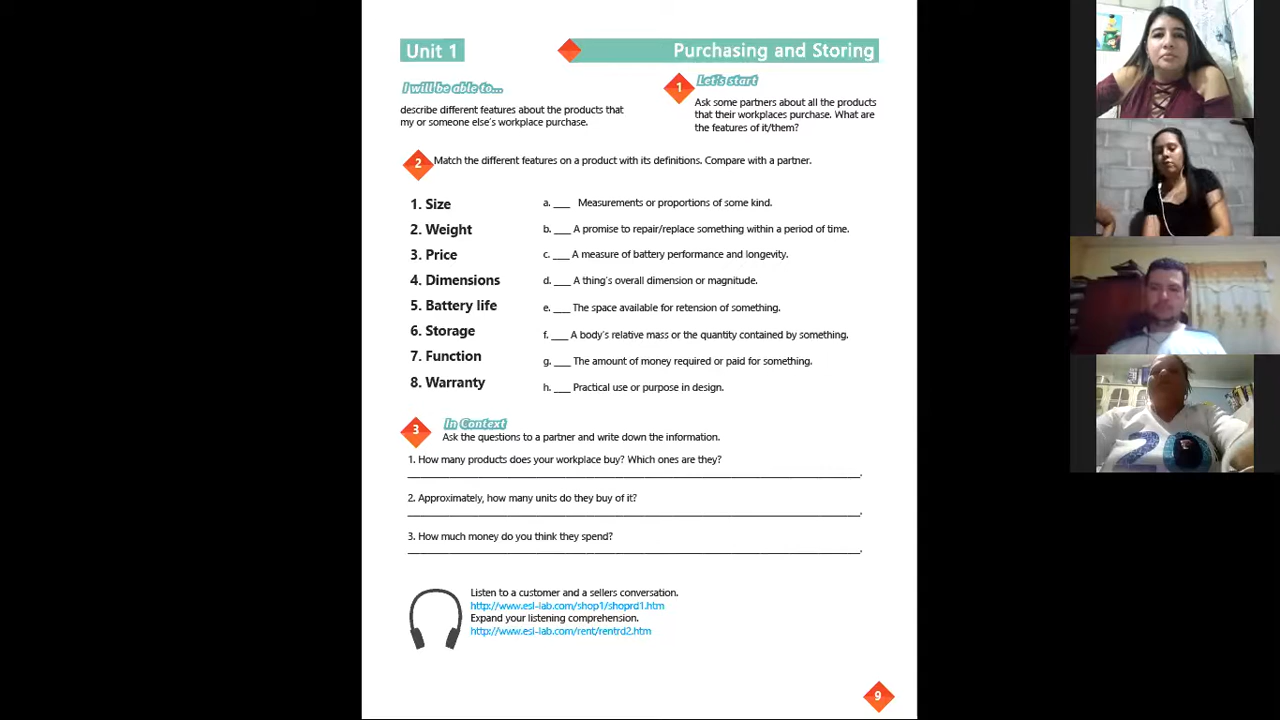 Unit 1
Purchasing and Storing
I will be able to...
describe different features about the products that
my or someone else's workplace purchase.
1
Let's start
Ask some partners about all the products
that their workplaces purchase. What are
the features of it/them?
2
Match the different features on a product with its definitions. Compare with a partner.
1. Size
2. Weight
3. Price
4. Dimensions
5. Battery life
6. Storage
7. Function
8. Warranty
a. ___ Measurements or proportions of some kind.
b. ___ A promise to repair/replace something within a period of time.
c. ___ A measure of battery performance and longevity.
d. ___ A thing's overall dimension or magnitude.
e. ___ The space available for retention of something.
f. ___ A body's relative mass or the quantity contained by something.
g. ___ The amount of money required or paid for something.
h. ___ Practical use or purpose in design.
3
In Context
Ask the questions to a partner and write down the information.
1. How many products does your workplace buy? Which ones are they?
2. Approximately, how many units do they buy of it?
3. How much money do you think they spend?
Listen to a customer and a sellers conversation.
http://www.esl-lab.com/shop1/shoprd1.htm
Expand your listening comprehension.
http://www.esl-lab.com/rent/rentrd2.htm
9
20